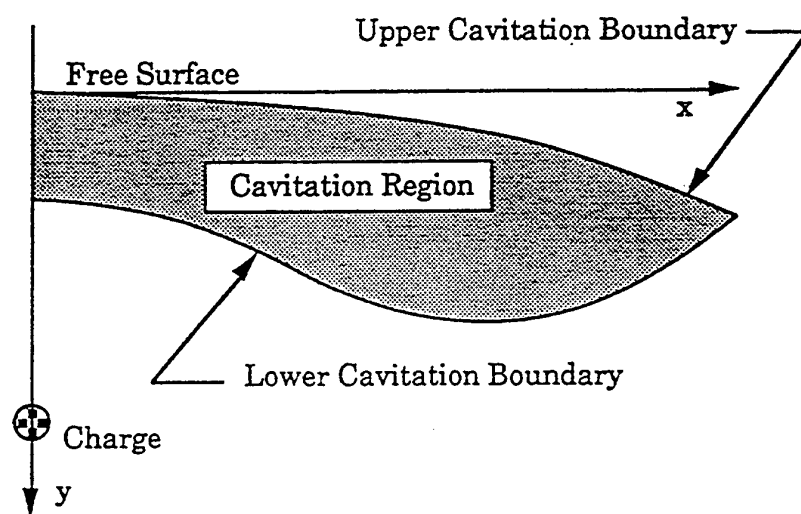 Upper Cavitation Boundary
Free Surface
x
Cavitation Region
Lower Cavitation Boundary
Charge
y